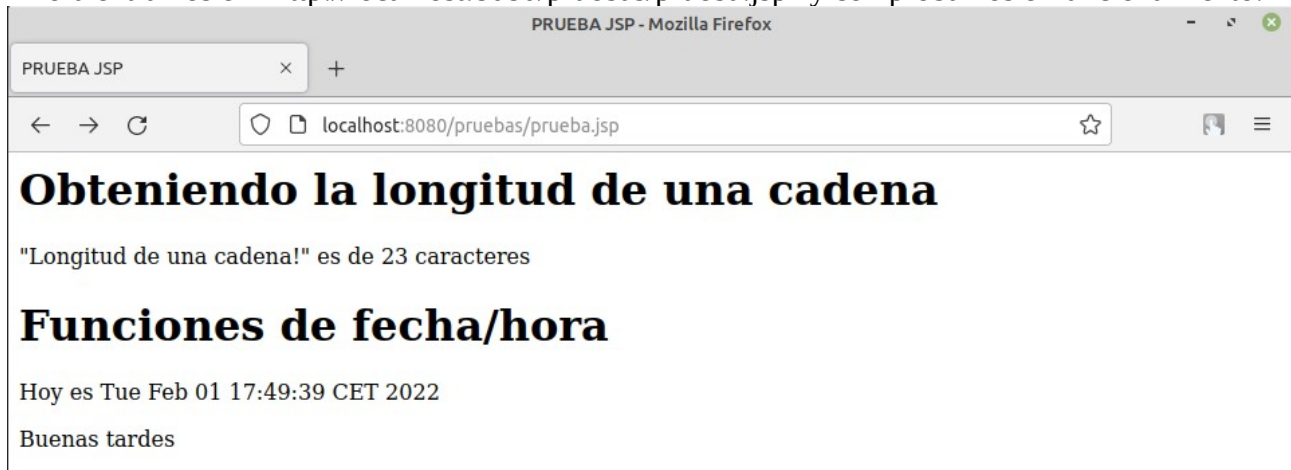 PRUEBA JSP - Mozilla Firefox
PRUEBA JSP
localhost:8080/pruebas/prueba.jsp
Obteniendo la longitud de una cadena
"Longitud de una cadena!" es de 23 caracteres
Funciones de fecha/hora
Hoy es Tue Feb 01 17:49:39 CET 2022
Buenas tardes